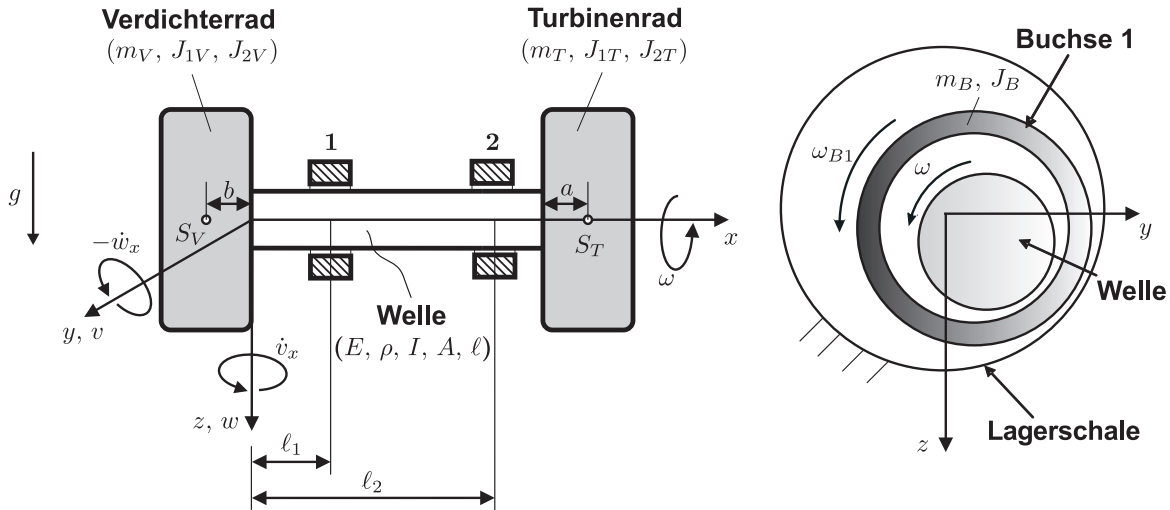 Verdichterrad
(m_V, J_{1V}, J_{2V})
Turbinenrad
(m_T, J_{1T}, J_{2T})
Buchse 1
m_B, J_B
1
2
ω_{B1}
ω
g
b
a
S_V
S_T
x
y
−ẇ_x
ω
Welle
Welle
(E, ρ, I, A, ℓ)
y, v
v̇_x
z, w
z
Lagerschale
ℓ_1
ℓ_2